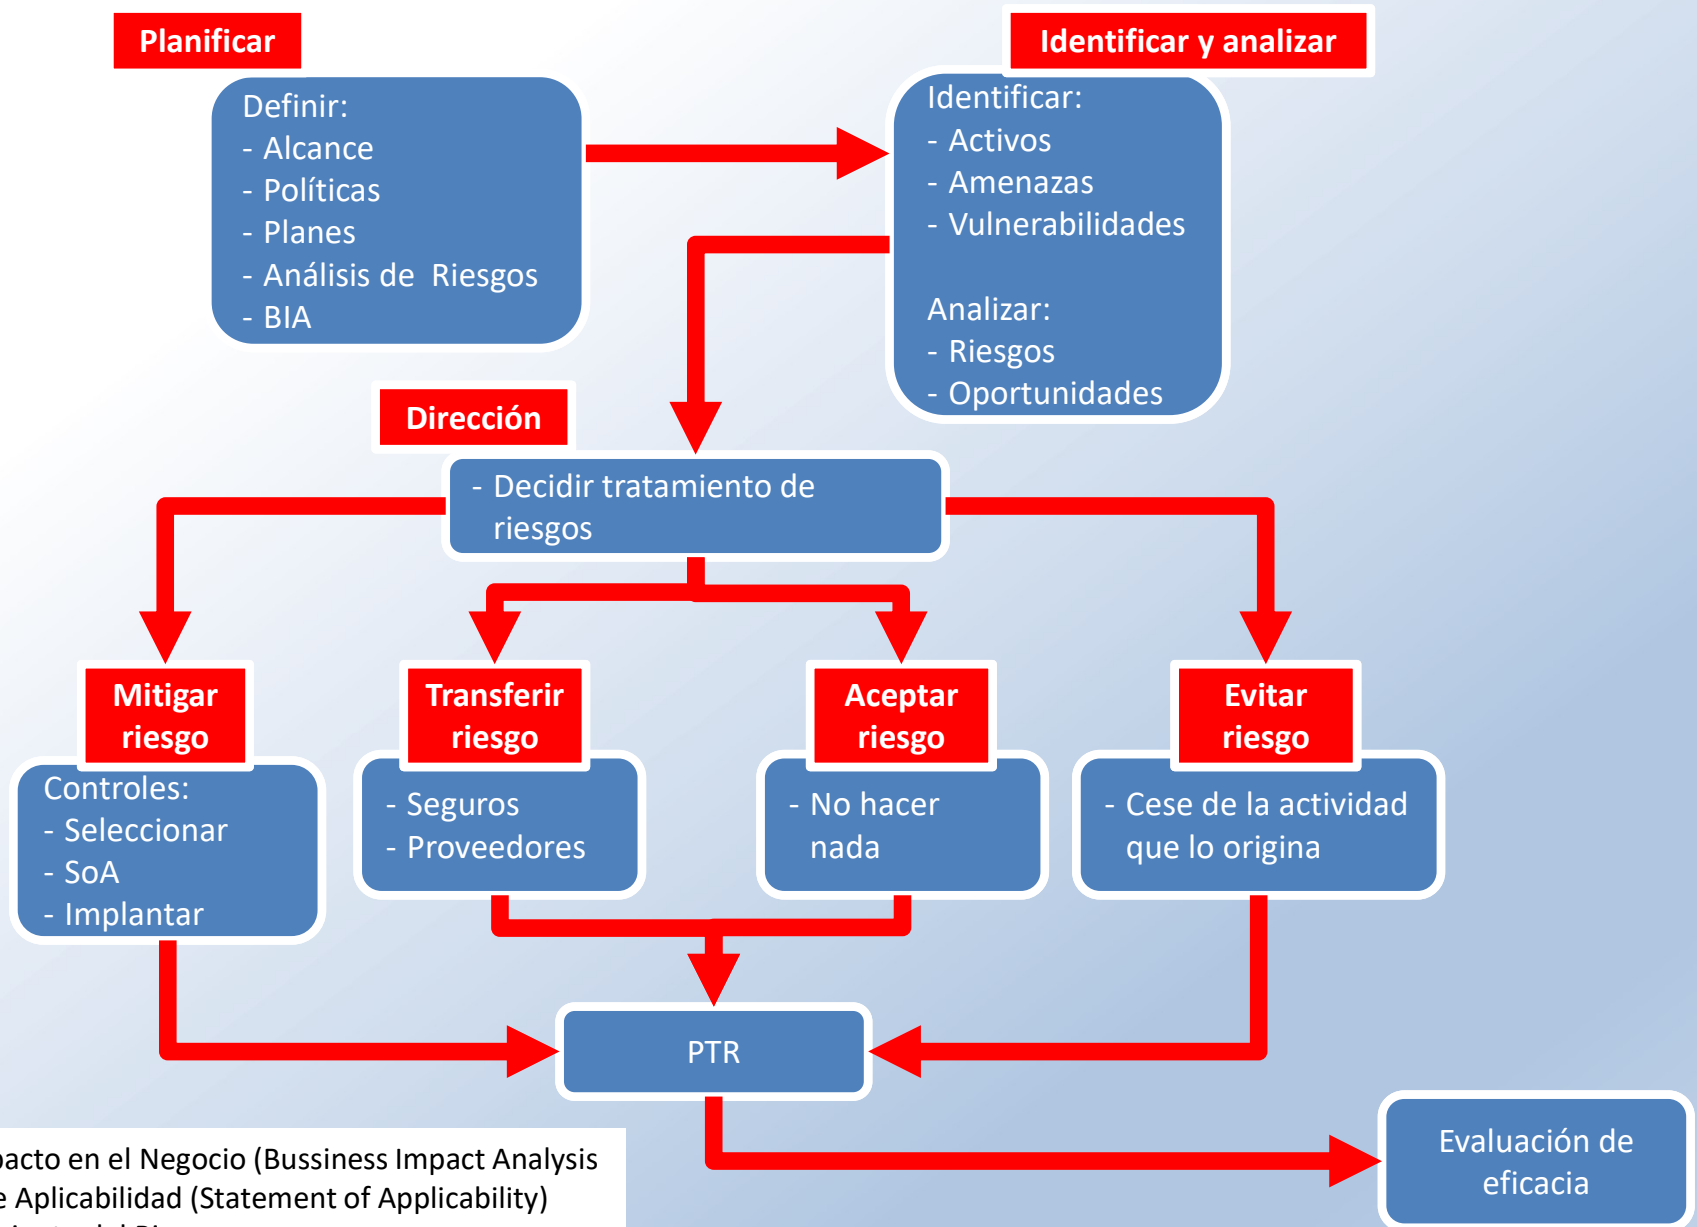 Planificar
Definir:
- Alcance
- Políticas
- Planes
- Análisis de Riesgos
- BIA
Identificar y analizar
Identificar:
- Activos
- Amenazas
- Vulnerabilidades
Analizar:
- Riesgos
- Oportunidades
Dirección
- Decidir tratamiento de
riesgos
Mitigar
riesgo
Controles:
- Seleccionar
- SoA
- Implantar
Transferir
riesgo
- Seguros
- Proveedores
Aceptar
riesgo
- No hacer
nada
Evitar
riesgo
- Cese de la actividad
que lo origina
PTR
Evaluación de
eficacia
en el Negocio (Bussiness Impact Analysis
Aplicabilidad (Statement of Applicability)